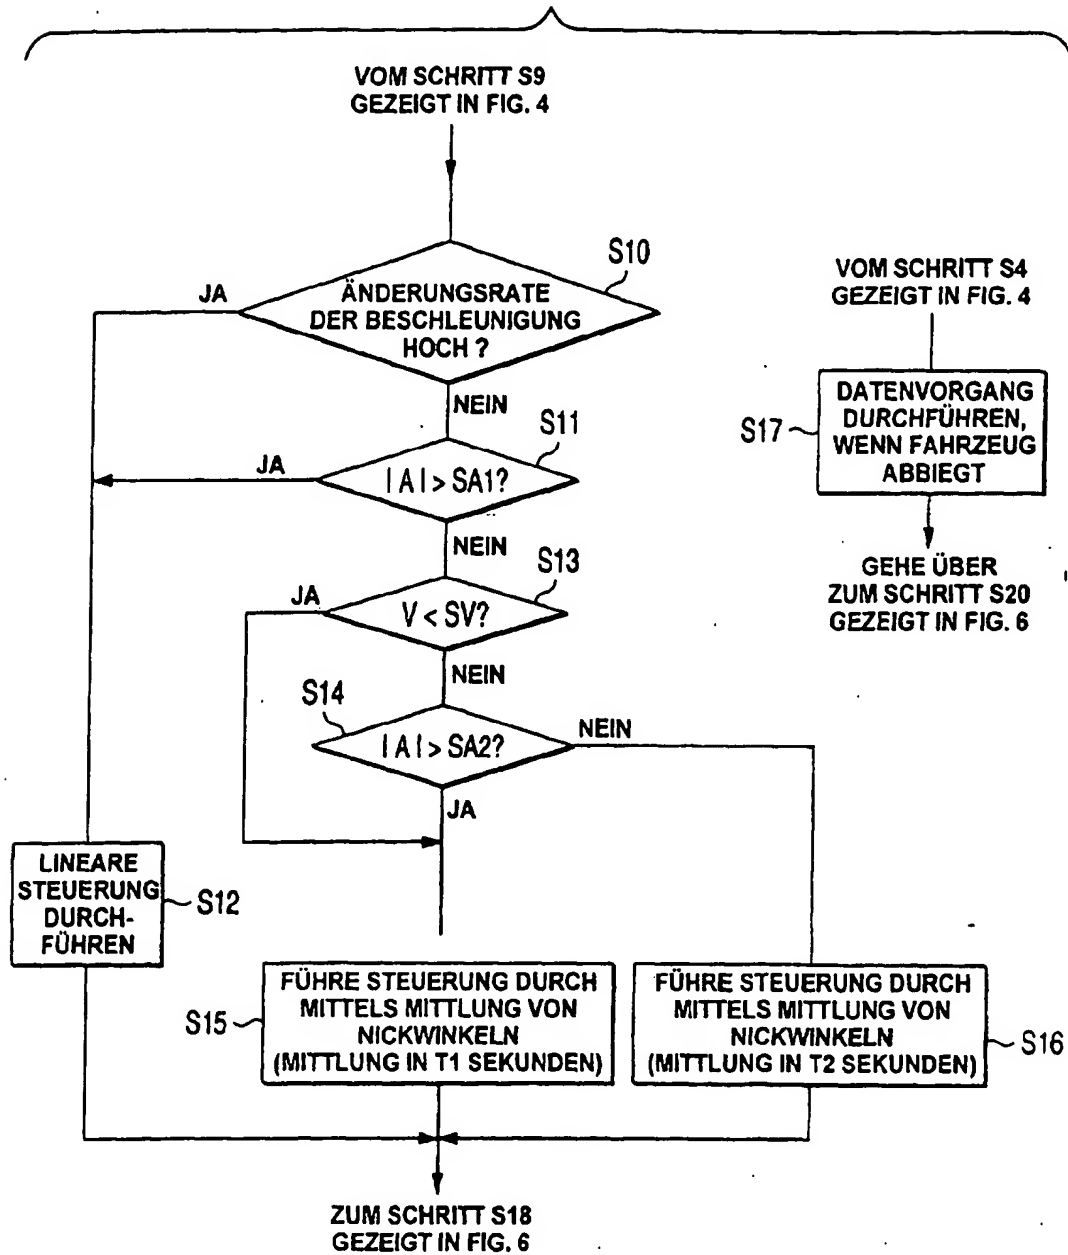 VOM SCHRITT S9
GEZEIGT IN FIG. 4
S10
JA
ÄNDERUNGSRATE
DER BESCHLEUNIGUNG
HOCH ?
NEIN
VOM SCHRITT S4
GEZEIGT IN FIG. 4
S17
DATENVORGANG
DURCHFÜHREN,
WENN FAHRZEUG
ABBIEGT
GEHE ÜBER
ZUM SCHRITT S20
GEZEIGT IN FIG. 6
S11
JA
| A | > SA1?
NEIN
S13
JA
V < SV?
NEIN
S14
| A | > SA2?
NEIN
JA
LINEARE
STEUERUNG
DURCH-
FÜHREN
S12
S15
FÜHRE STEUERUNG DURCH
MITTELS MITTLUNG VON
NICKWINKELN
(MITTLUNG IN T1 SEKUNDEN)
FÜHRE STEUERUNG DURCH
MITTELS MITTLUNG VON
NICKWINKELN
(MITTLUNG IN T2 SEKUNDEN)
S16
ZUM SCHRITT S18
GEZEIGT IN FIG. 6